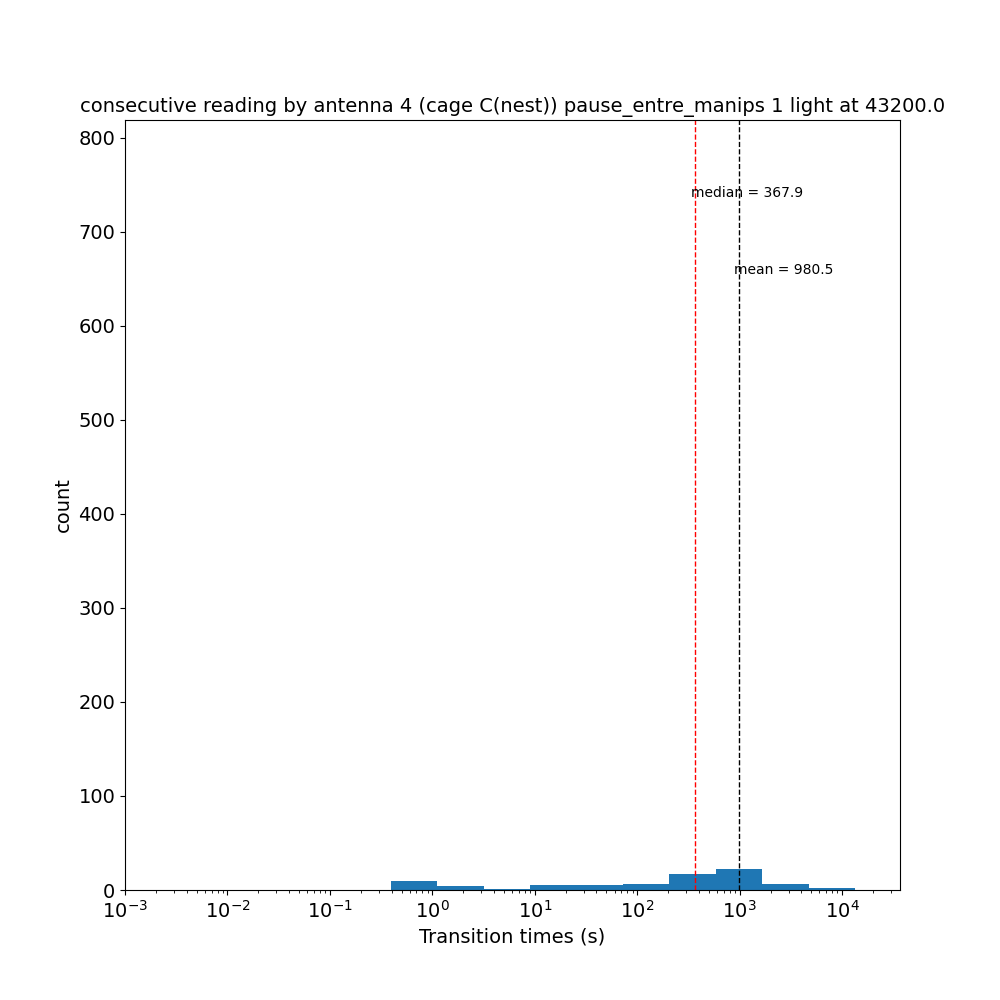 consecutive reading by antenna 4 (cage C(nest)) pause_entre_manips 1 light at 43200.0
800
median = 367.9
700
mean = 980.5
600
500
count
400
300
200
100
0
10⁻³ 10⁻² 10⁻¹ 10⁰ 10¹ 10² 10³ 10⁴
Transition times (s)